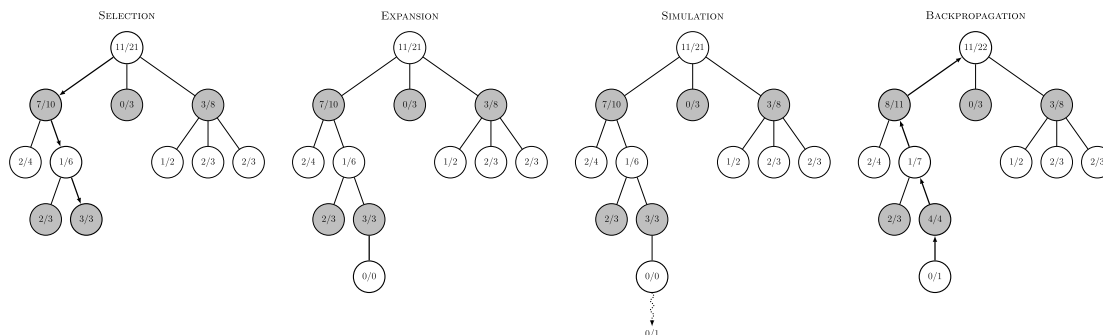 SELECTION EXPANSION SIMULATION BACKPROPAGATION
11/21 11/21 11/21 11/22
7/10 0/3 3/8 7/10 0/3 3/8 7/10 0/3 3/8 8/11 0/3 3/8
2/4 1/6 1/2 2/3 2/3 2/4 1/6 1/2 2/3 2/3 2/4 1/6 1/2 2/3 2/3 2/4 1/7 1/2 2/3 2/3
2/3 3/3 2/3 3/3 2/3 3/3 2/3 4/4
0/0 0/0 0/1
0/1